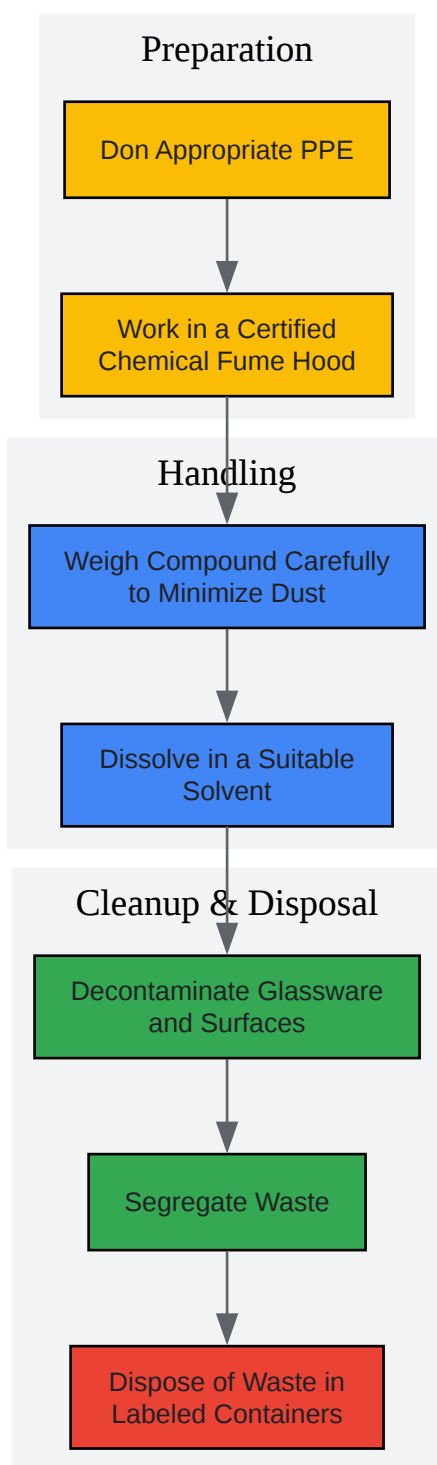 Preparation
Don Appropriate PPE
Work in a Certified
Chemical Fume Hood
Handling
Weigh Compound Carefully
to Minimize Dust
Dissolve in a Suitable
Solvent
Cleanup & Disposal
Decontaminate Glassware
and Surfaces
Segregate Waste
Dispose of Waste in
Labeled Containers